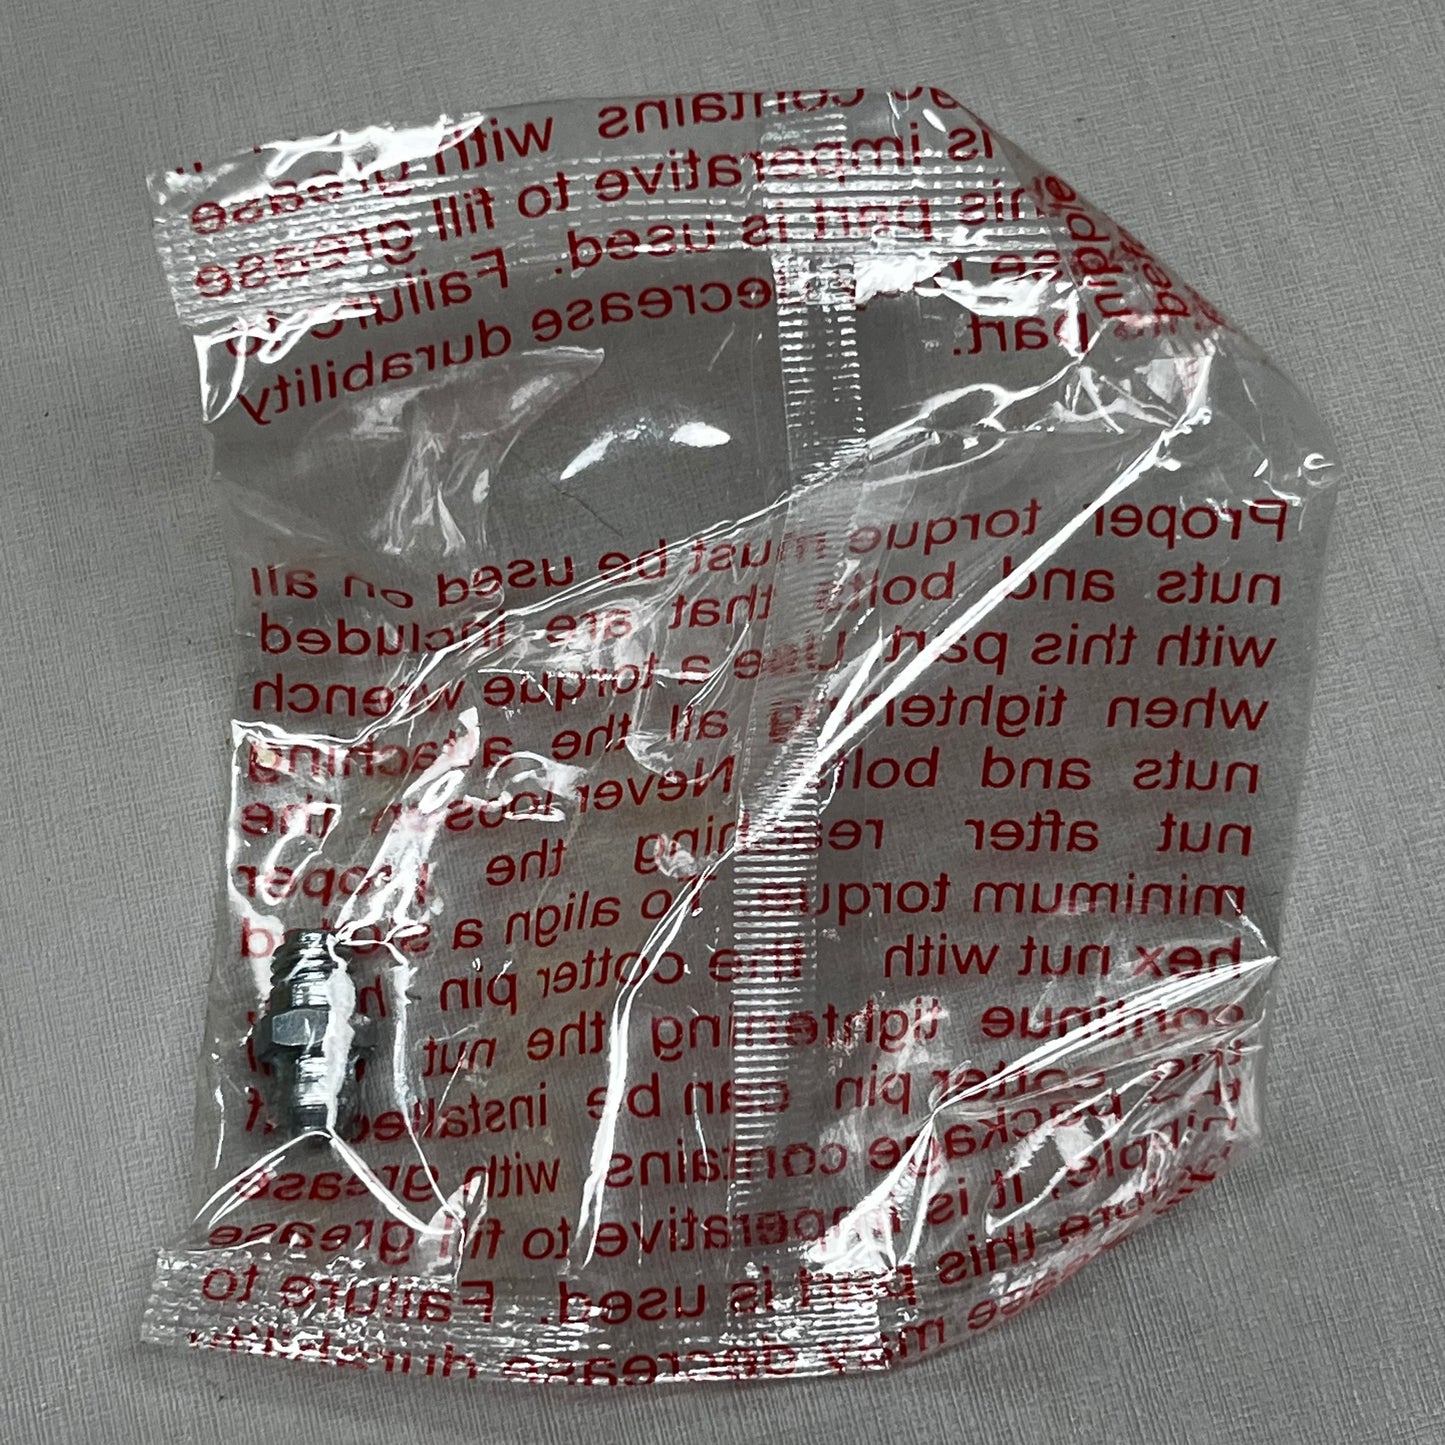 contains with grease
is imperative to fill grease
this part is used. Failure to
decrease durability
part.
nipple
Proper torque must be used on all
nuts and bolts that are included
with this part. Use a torque wrench
when tightening all the attaching
nuts and bolts. Never loosen the
nut after reaching the proper
minimum torque. To align a slotted
hex nut with the cotter pin
continue tightening the nut
cotter pin can be installed. If
this package contains with grease
nipple, it is imperative to fill grease
this part is used. Failure to
may decrease durability